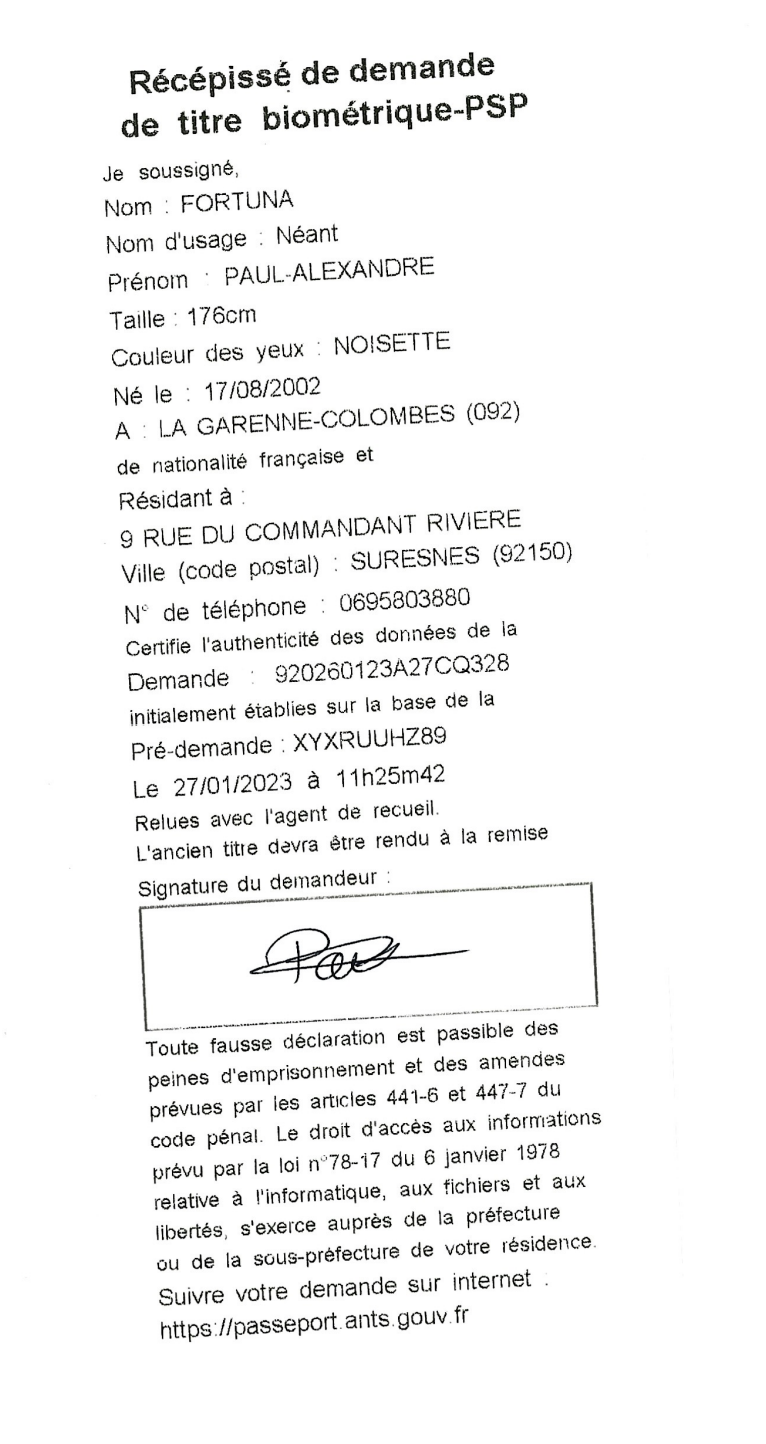 Récépissé de demande
de titre biométrique-PSP
Je soussigné,
Nom : FORTUNA
Nom d'usage : Néant
Prénom : PAUL-ALEXANDRE
Taille : 176cm
Couleur des yeux : NOISETTE
Né le : 17/08/2002
A : LA GARENNE-COLOMBES (092)
de nationalité française et
Résidant à :
9 RUE DU COMMANDANT RIVIERE
Ville (code postal) : SURESNES (92150)
N° de téléphone : 0695803880
Certifie l'authenticité des données de la
Demande : 920260123A27CQ328
initialement établies sur la base de la
Pré-demande : XYXRUUHZ89
Le 27/01/2023 à 11h25m42
Relues avec l'agent de recueil.
L'ancien titre devra être rendu à la remise
Signature du demandeur :
Toute fausse déclaration est passible des
peines d'emprisonnement et des amendes
prévues par les articles 441-6 et 447-7 du
code pénal. Le droit d'accès aux informations
prévu par la loi n°78-17 du 6 janvier 1978
relative à l'informatique, aux fichiers et aux
libertés, s'exerce auprès de la préfecture
ou de la sous-préfecture de votre résidence.
Suivre votre demande sur internet :
https://passeport.ants.gouv.fr